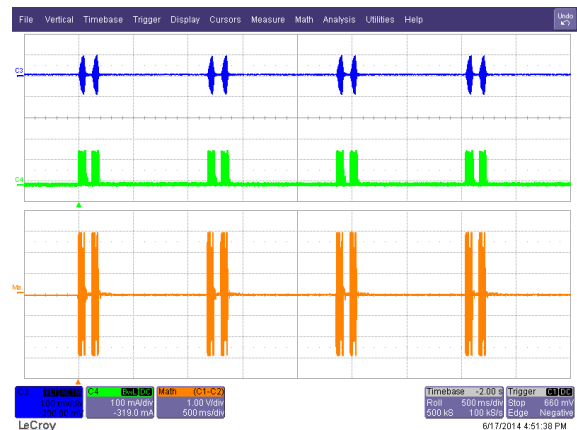 File Vertical Timebase Trigger Display Cursors Measure Math Analysis Utilities Help Undo
C3
C4
C3
C4 BwL DC
100 mA/div
-319.0 mA
Math (C1-C2)
1.00 V/div
500 ms/div
Timebase -2.00 s
Roll 500 ms/div
500 kS 100 kS/s
Trigger C1 DC
Stop 660 mV
Edge Negative
LeCroy
6/17/2014 4:51:38 PM